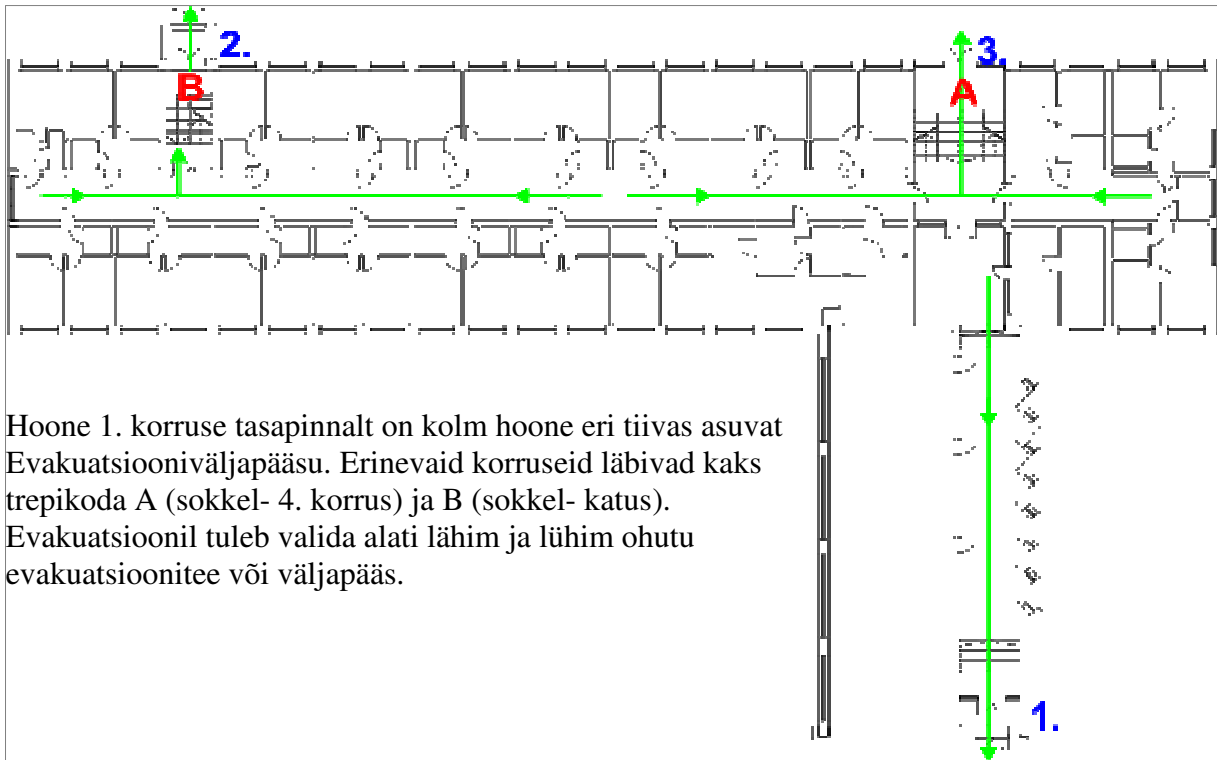 2.
3.
B
A
Hoone 1. korruse tasapinnalt on kolm hoone eri tiivas asuvat
Evakuatsiooniväljapääsu. Erinevaid korruseid läbivad kaks
trepikoda A (sokkel- 4. korrus) ja B (sokkel- katus).
Evakuatsioonil tuleb valida alati lähim ja lühim ohutu
evakuatsioonitee või väljapääs.
1.